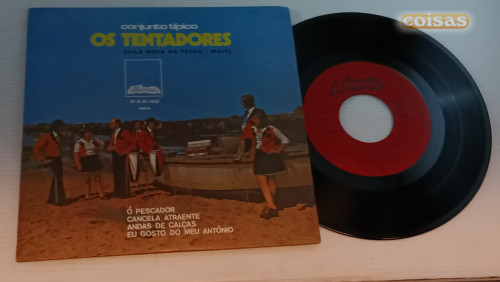 coisas
conjunto típico
OS TENTADORES
(VILA NOVA DA TELHA - MAIA)
Ó PESCADOR
CANCELA ATRAENTE
ANDAS DE CALÇAS
EU GOSTO DO MEU ANTÓNIO